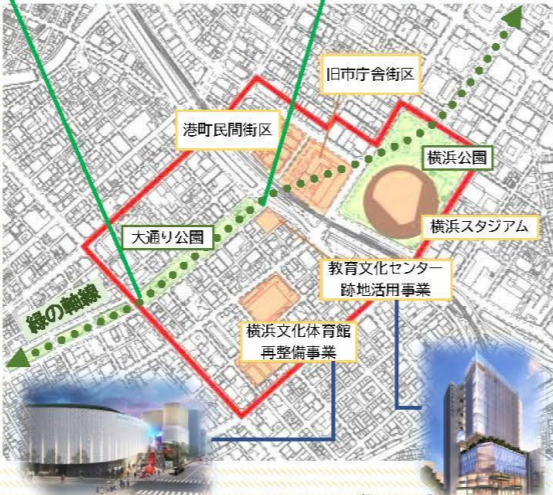 旧市庁舎街区
港町民間街区
横浜公園
横浜スタジアム
大通り公園
教育文化センター
跡地活用事業
緑の軸線
横浜文化体育館
再整備事業